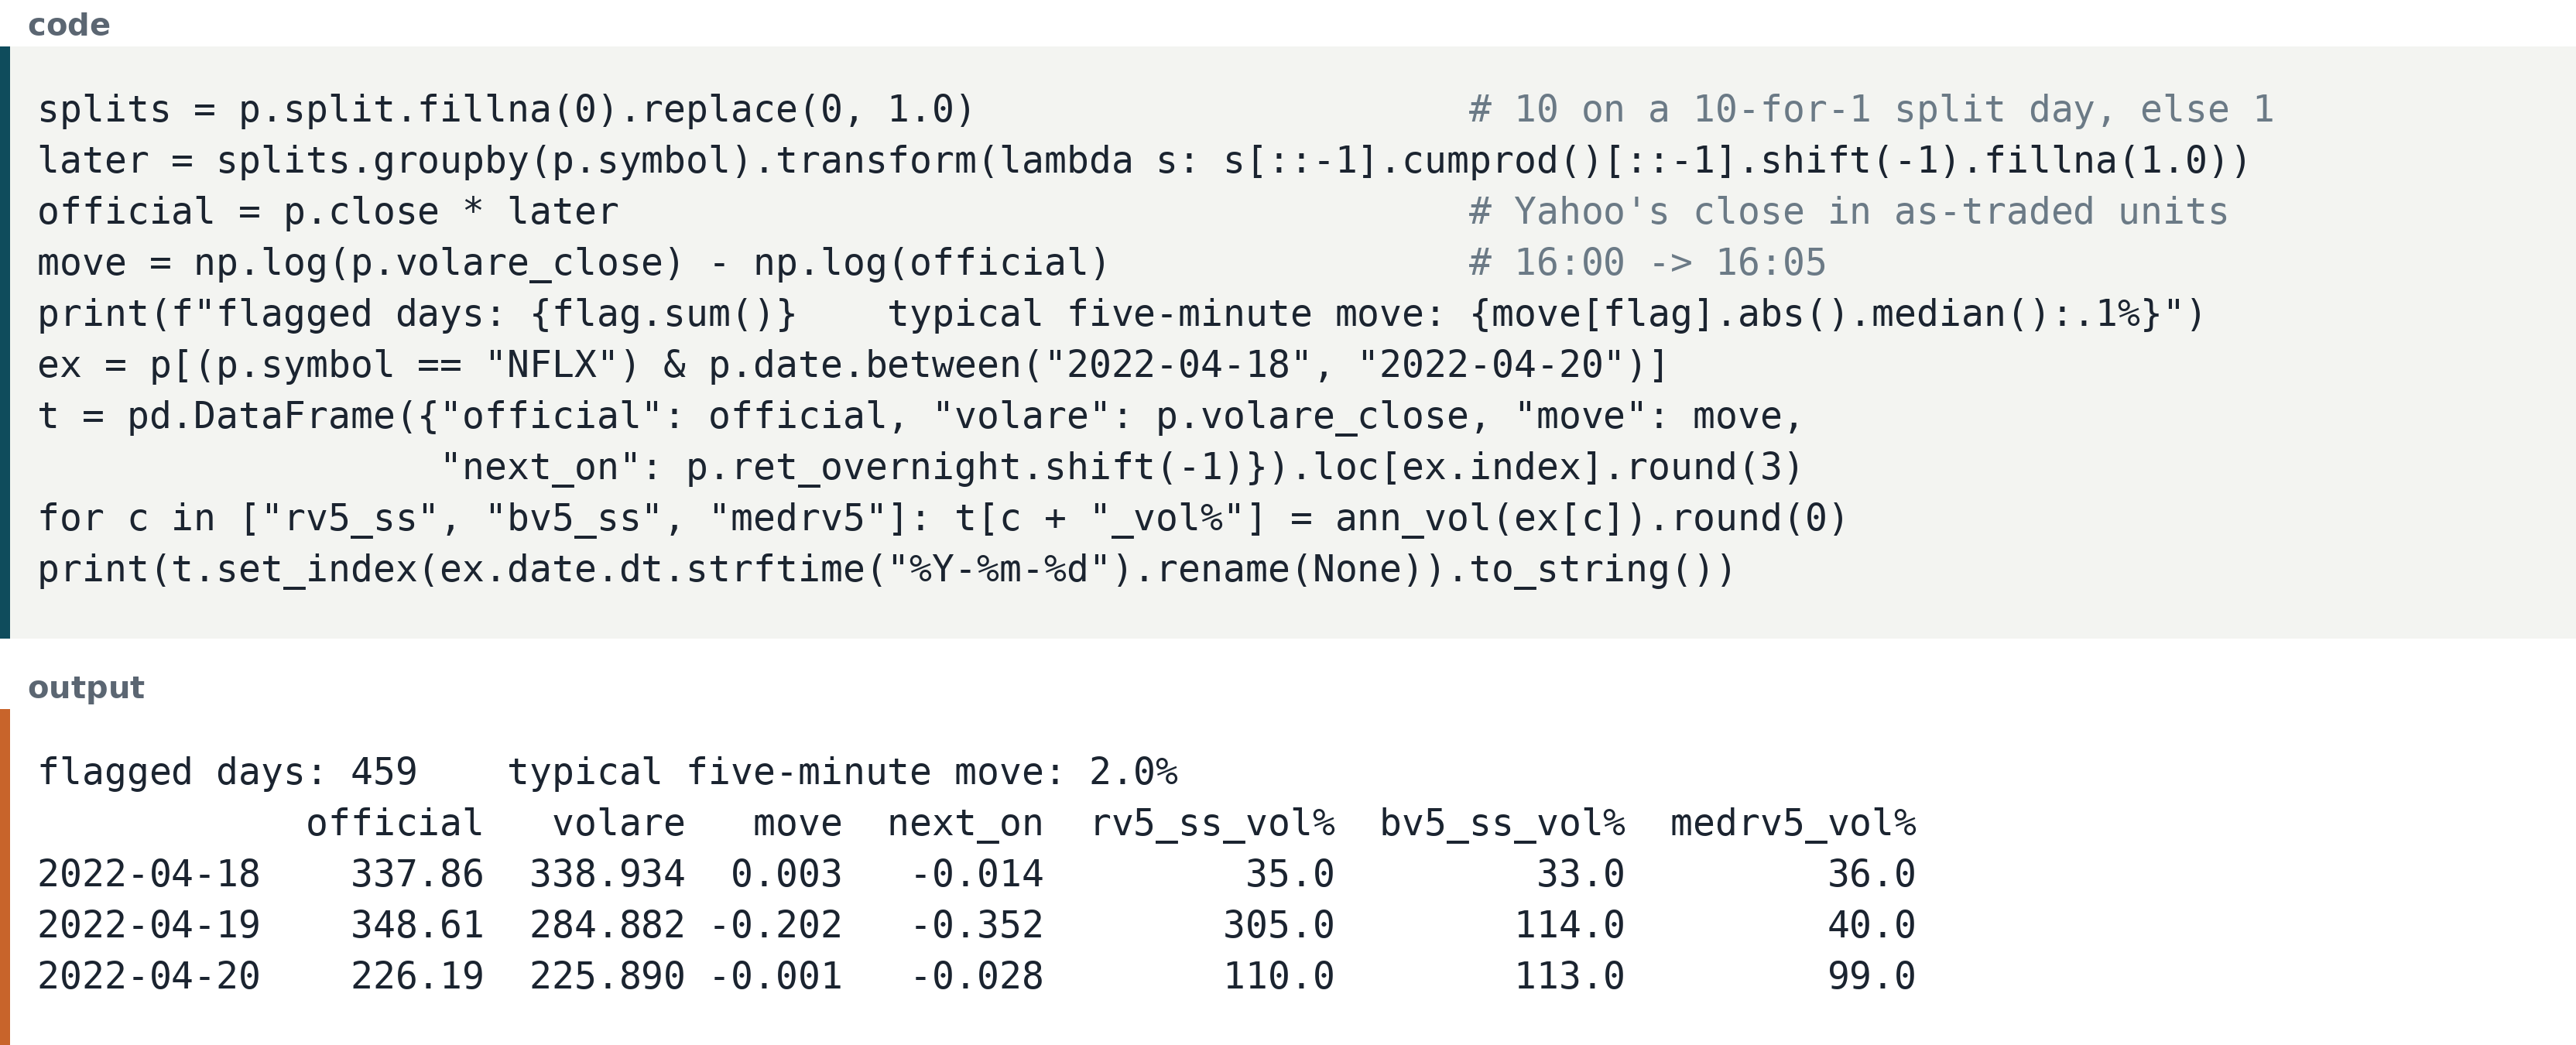 code
splits = p.split.fillna(0).replace(0, 1.0)                      # 10 on a 10-for-1 split day, else 1
later = splits.groupby(p.symbol).transform(lambda s: s[::-1].cumprod()[::-1].shift(-1).fillna(1.0))
official = p.close * later                                      # Yahoo's close in as-traded units
move = np.log(p.volare_close) - np.log(official)                # 16:00 -> 16:05
print(f"flagged days: {flag.sum()}    typical five-minute move: {move[flag].abs().median():.1%}")
ex = p[(p.symbol == "NFLX") & p.date.between("2022-04-18", "2022-04-20")]
t = pd.DataFrame({"official": official, "volare": p.volare_close, "move": move,
                  "next_on": p.ret_overnight.shift(-1)}).loc[ex.index].round(3)
for c in ["rv5_ss", "bv5_ss", "medrv5"]: t[c + "_vol%"] = ann_vol(ex[c]).round(0)
print(t.set_index(ex.date.dt.strftime("%Y-%m-%d").rename(None)).to_string())
output
flagged days: 459    typical five-minute move: 2.0%
            official   volare   move  next_on  rv5_ss_vol%  bv5_ss_vol%  medrv5_vol%
2022-04-18    337.86  338.934  0.003   -0.014         35.0         33.0         36.0
2022-04-19    348.61  284.882 -0.202   -0.352        305.0        114.0         40.0
2022-04-20    226.19  225.890 -0.001   -0.028        110.0        113.0         99.0